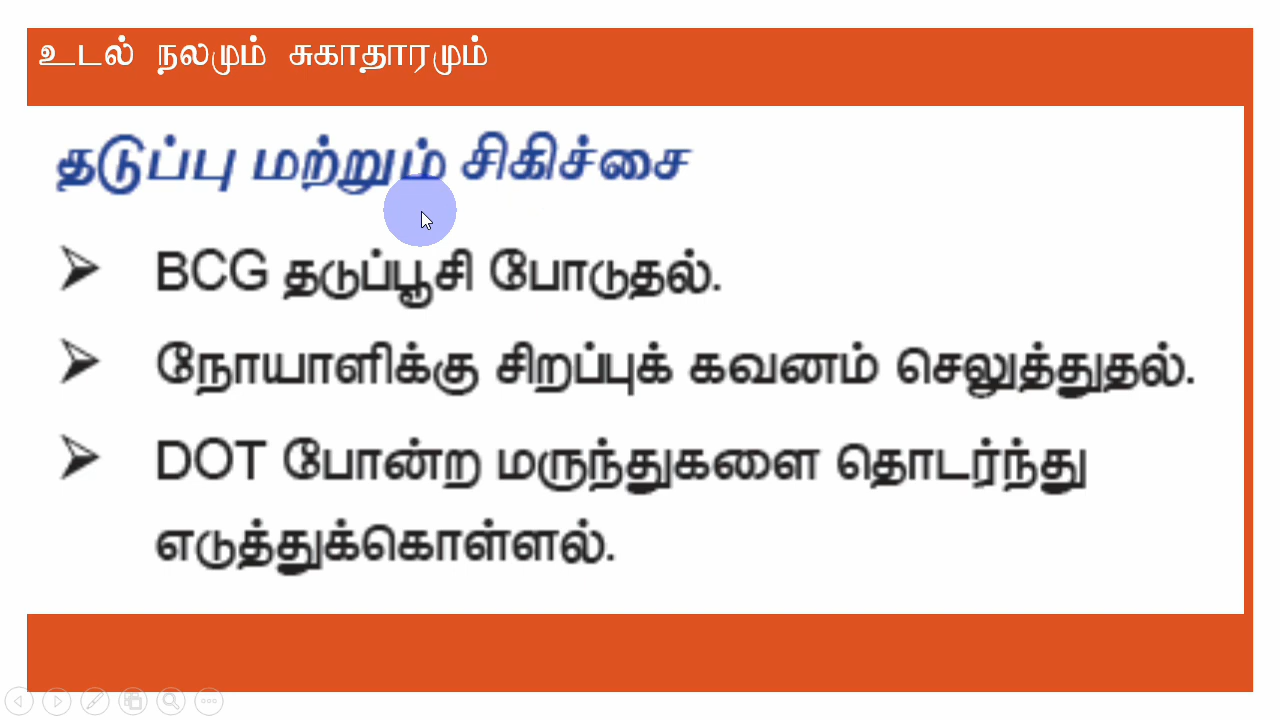 உடல் நலமும் சுகாதாரமும்
தடுப்பு மற்றும் சிகிச்சை
➤ BCG தடுப்பூசி போடுதல்.
➤ நோயாளிக்கு சிறப்புக் கவனம் செலுத்துதல்.
➤ DOT போன்ற மருந்துகளை தொடர்ந்து
எடுத்துக்கொள்ளல்.